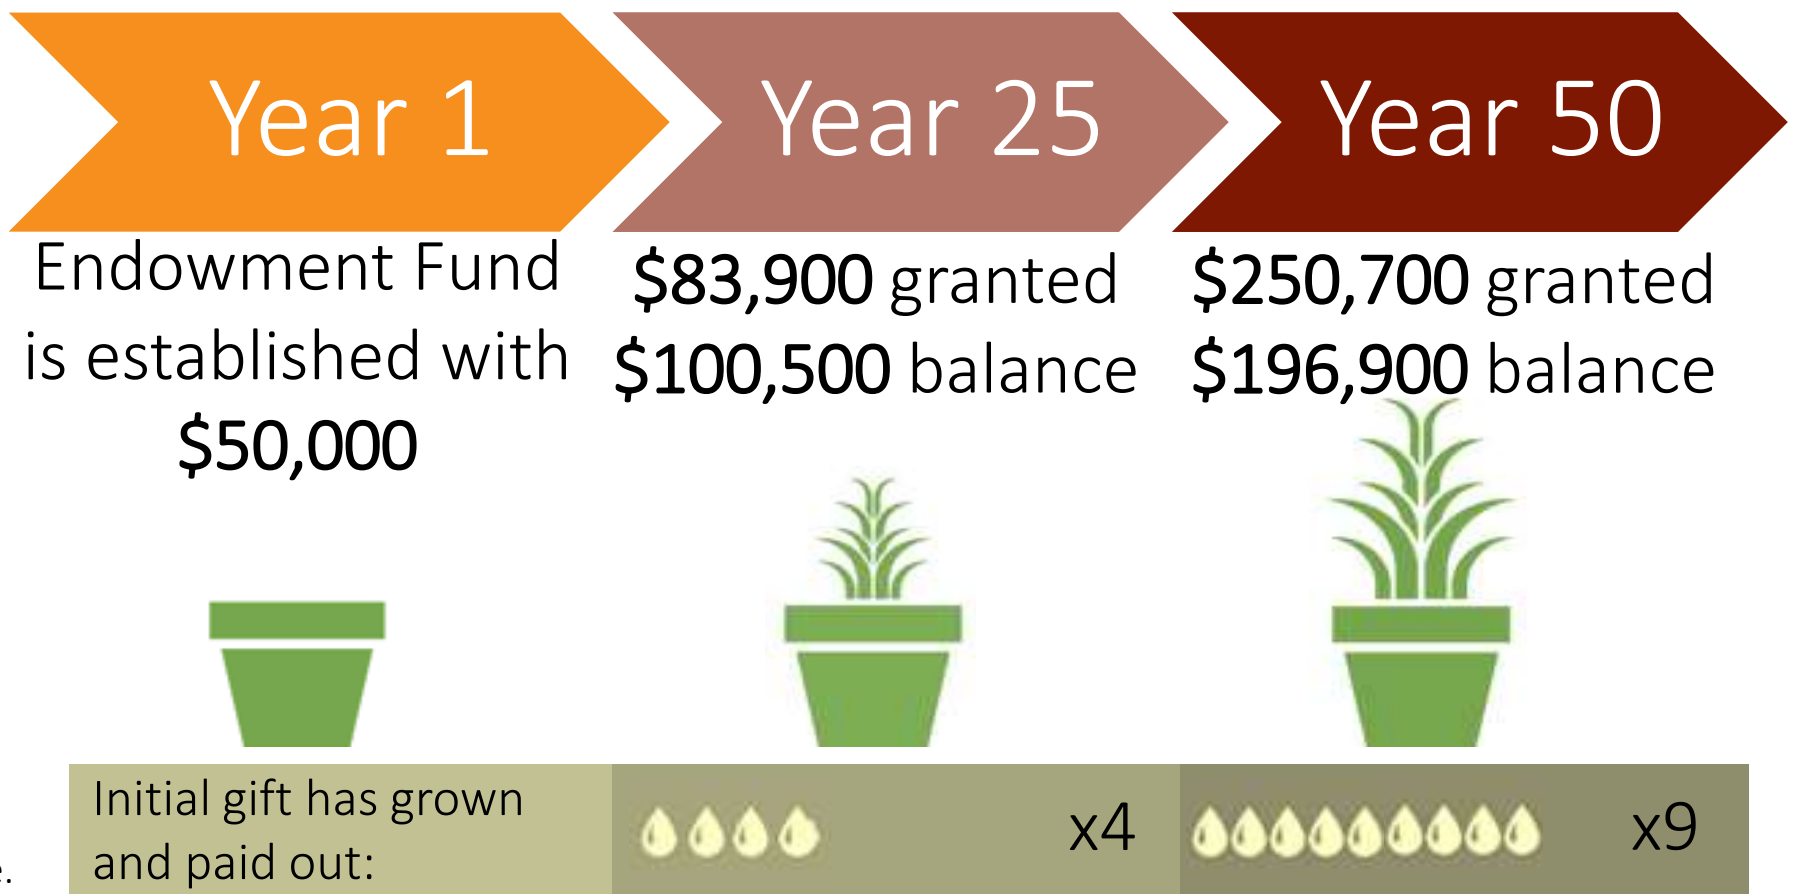 Year 1
Year 25
Year 50
Endowment Fund
is established with
$50,000
$83,900 granted
$100,500 balance
$250,700 granted
$196,900 balance
Initial gift has grown
and paid out:
x4
x9